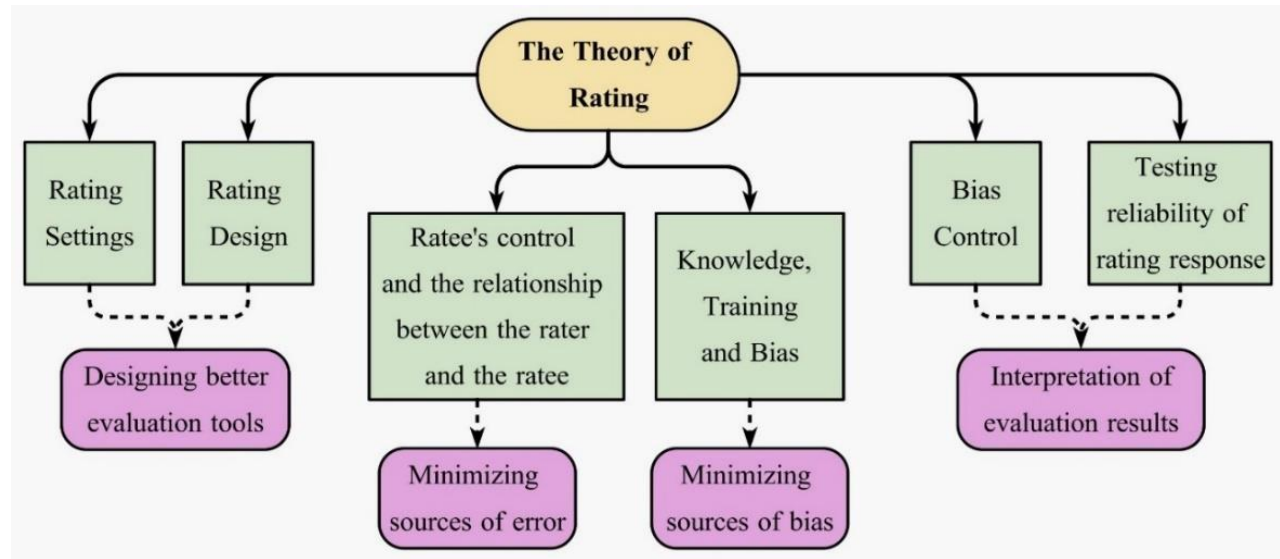 The Theory of
Rating
Rating
Settings
Rating
Design
Ratee's control
and the relationship
between the rater
and the ratee
Knowledge,
Training
and Bias
Bias
Control
Testing
reliability of
rating response
Designing better
evaluation tools
Minimizing
sources of error
Minimizing
sources of bias
Interpretation of
evaluation results